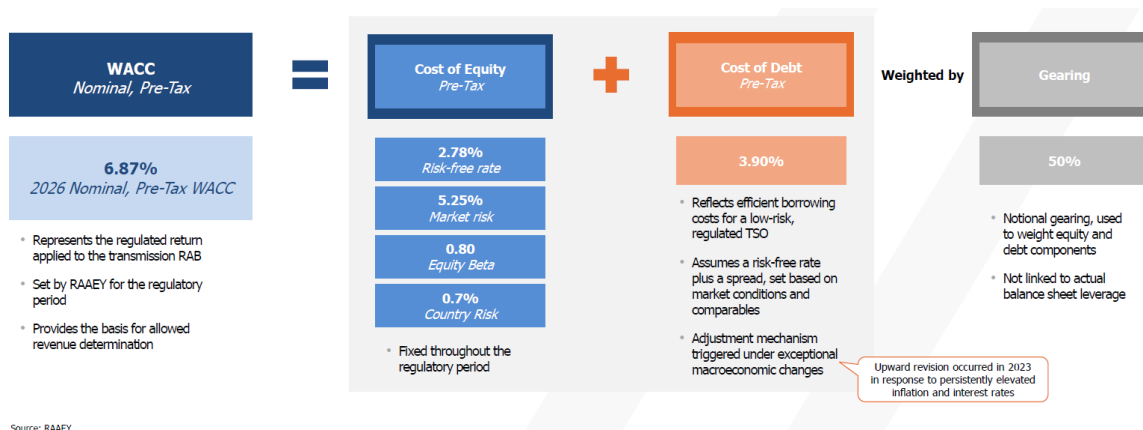 WACC
Nominal, Pre-Tax
Cost of Equity
Pre-Tax
Cost of Debt
Pre-Tax
Weighted by
Gearing
6.87%
2026 Nominal, Pre-Tax WACC
• Represents the regulated return
applied to the transmission RAB
• Set by RAAEY for the regulatory
period
• Provides the basis for allowed
revenue determination
2.78%
Risk-free rate
5.25%
Market risk
0.80
Equity Beta
0.7%
Country Risk
• Fixed throughout the
regulatory period
3.90%
• Reflects efficient borrowing
costs for a low-risk,
regulated TSO
• Assumes a risk-free rate
plus a spread, set based on
market conditions and
comparables
• Adjustment mechanism
triggered under exceptional
macroeconomic changes
Upward revision occurred in 2023
in response to persistently elevated
inflation and interest rates
50%
• Notional gearing, used
to weight equity and
debt components
• Not linked to actual
balance sheet leverage
Source: RAAEY